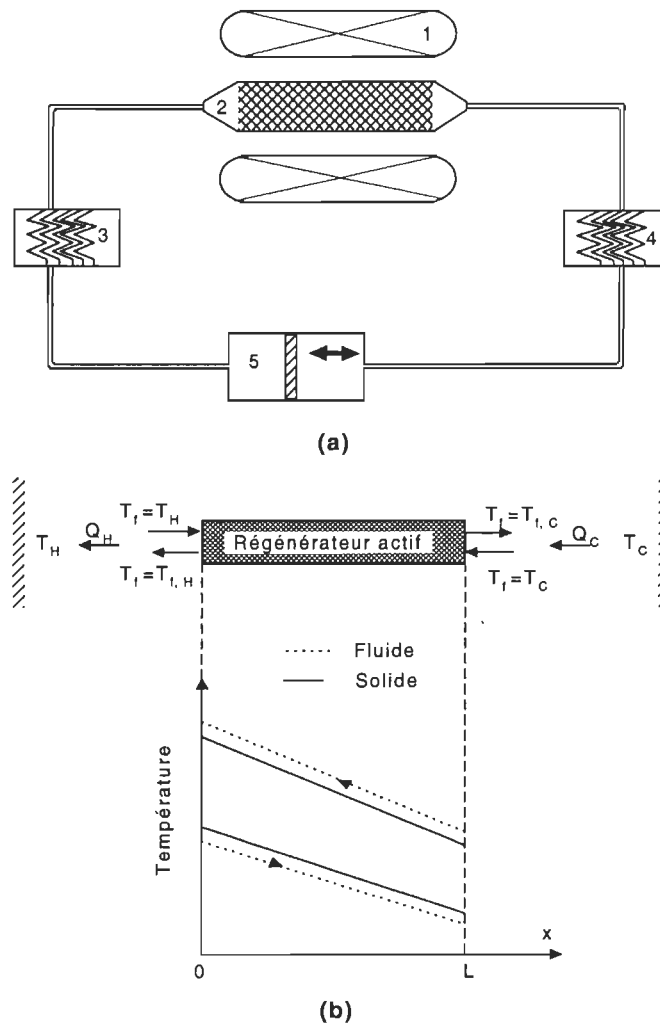 1
2
3
4
5
(a)
T_f=T_H
T_f=T_f,C
T_H
Q_H
Régénérateur actif
Q_C
T_C
T_f=T_f,H
T_f=T_C
Fluide
Solide
Température
x
0
L
(b)